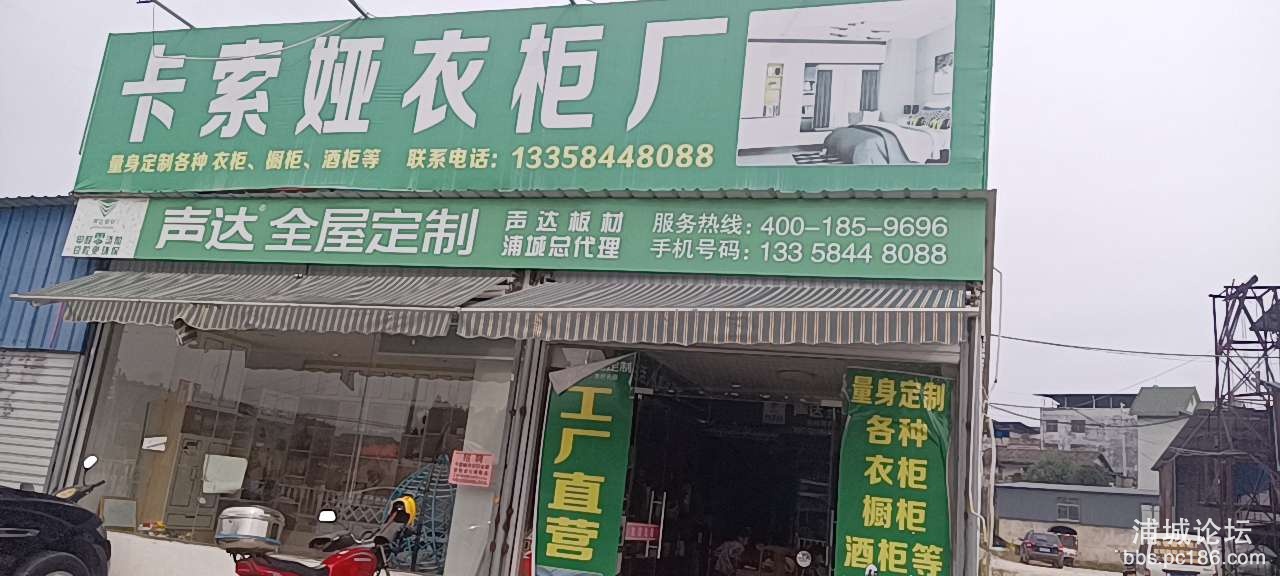 卡索娅衣柜厂
量身定制各种 衣柜、橱柜、酒柜等 联系电话：13358448088
声达 全屋定制
声达板材
浦城总代理
服务热线：400-185-9696
手机号码：133 5844 8088
工厂直营
量身定制
各种
衣柜
橱柜
酒柜等
招聘
浦城论坛
bbs.pc186.com